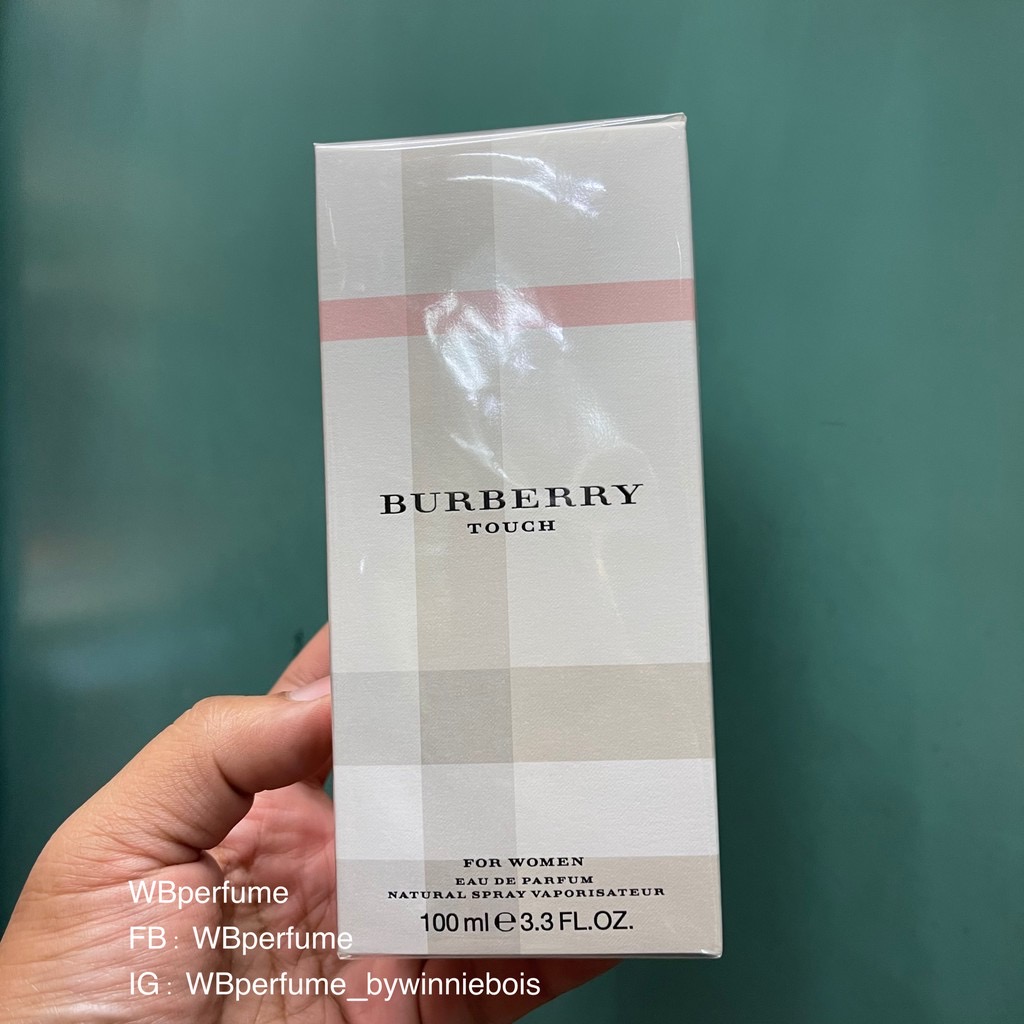 BURBERRY
TOUCH
FOR WOMEN
EAU DE PARFUM
NATURAL SPRAY VAPORISATEUR
100 ml ℮ 3.3 FL.OZ.
WBperfume
FB : WBperfume
IG : WBperfume_bywinniebois